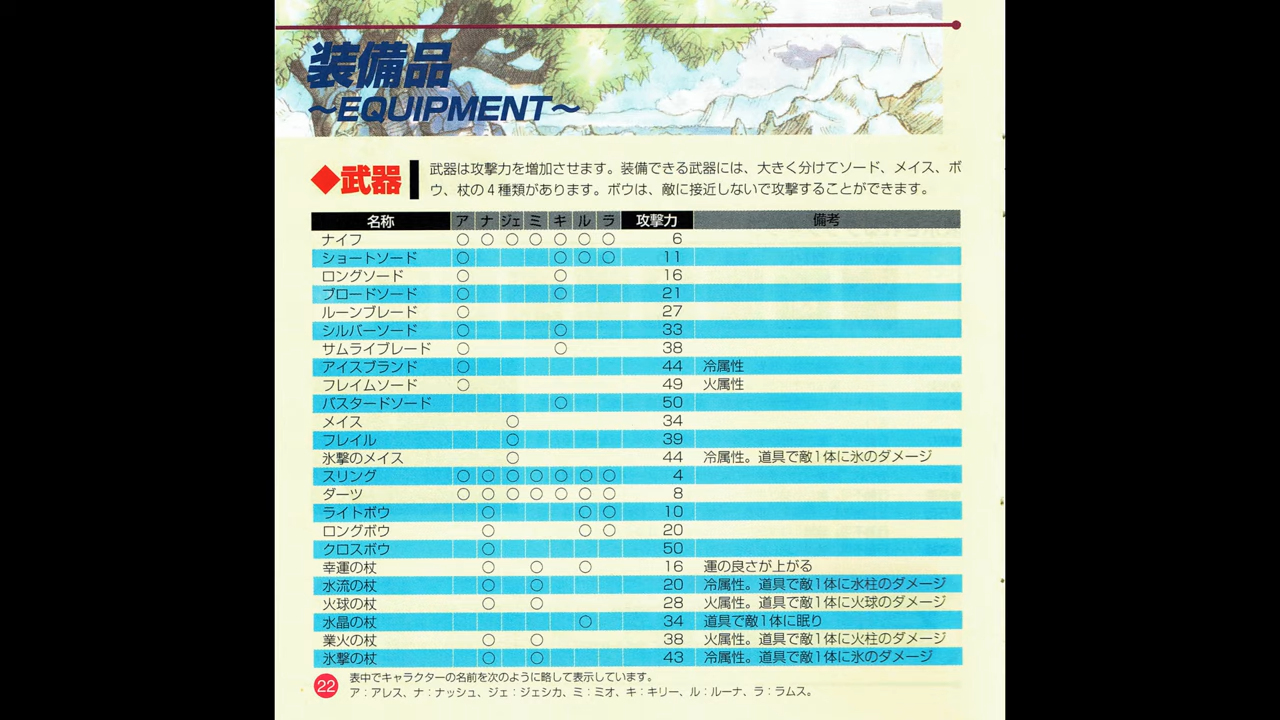 装備品
～EQUIPMENT～
◆武器
武器は攻撃力を増加させます。装備できる武器には、大きく分けてソード、メイス、ボ
ウ、杖の4種類があります。ボウは、敵に接近しないで攻撃することができます。
名称 ア ナ ジェ ミ キ ル ラ 攻撃力 備考
ナイフ ○ ○ ○ ○ ○ ○ ○ 6
ショートソード ○ ○ ○ ○ 11
ロングソード ○ ○ 16
ブロードソード ○ ○ 21
ルーンブレード ○ 27
シルバーソード ○ ○ 33
サムライブレード ○ ○ 38
アイスブランド ○ 44 冷属性
フレイムソード ○ 49 火属性
バスタードソード ○ 50
メイス ○ 34
フレイル ○ 39
氷撃のメイス ○ 44 冷属性。道具で敵1体に氷のダメージ
スリング ○ ○ ○ ○ ○ ○ ○ 4
ダーツ ○ ○ ○ ○ ○ ○ ○ 8
ライトボウ ○ ○ ○ 10
ロングボウ ○ ○ ○ 20
クロスボウ ○ 50
幸運の杖 ○ ○ ○ 16 運の良さが上がる
水流の杖 ○ ○ 20 冷属性。道具で敵1体に水柱のダメージ
火球の杖 ○ ○ 28 火属性。道具で敵1体に火球のダメージ
水晶の杖 ○ 34 道具で敵1体に眠り
業火の杖 ○ ○ 38 火属性。道具で敵1体に火柱のダメージ
氷撃の杖 ○ ○ 43 冷属性。道具で敵1体に氷のダメージ
22
表中でキャラクターの名前を次のように略して表示しています。
ア：アレス、ナ：ナッシュ、ジェ：ジェシカ、ミ：ミオ、キ：キリー、ル：ルーナ、ラ：ラムス。